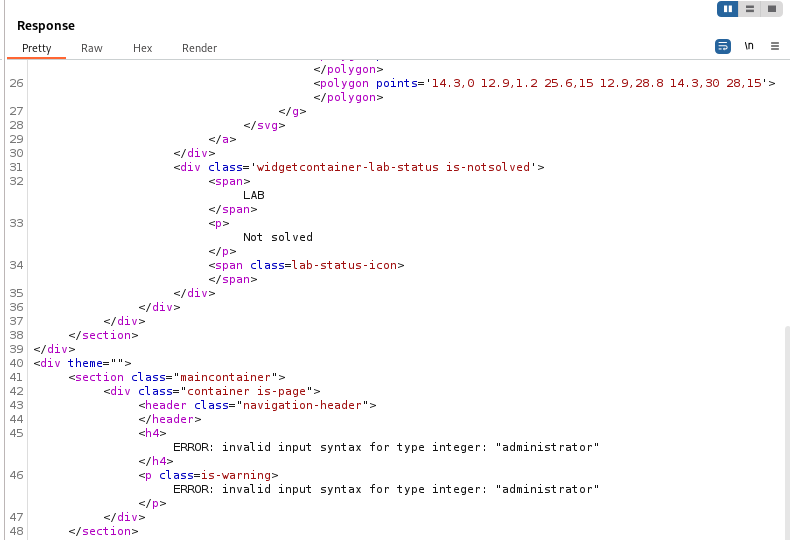 Response
Pretty Raw Hex Render \n
</polygon>
26 <polygon points='14.3,0 12.9,1.2 25.6,15 12.9,28.8 14.3,30 28,15'>
</polygon>
27 </g>
28 </svg>
29 </a>
30 </div>
31 <div class='widgetcontainer-lab-status is-notsolved'>
32 <span>
LAB
</span>
33 <p>
Not solved
</p>
34 <span class=lab-status-icon>
</span>
35 </div>
36 </div>
37 </div>
38 </section>
39 </div>
40 <div theme="">
41 <section class="maincontainer">
42 <div class="container is-page">
43 <header class="navigation-header">
44 </header>
45 <h4>
ERROR: invalid input syntax for type integer: "administrator"
</h4>
46 <p class=is-warning>
ERROR: invalid input syntax for type integer: "administrator"
</p>
47 </div>
48 </section>